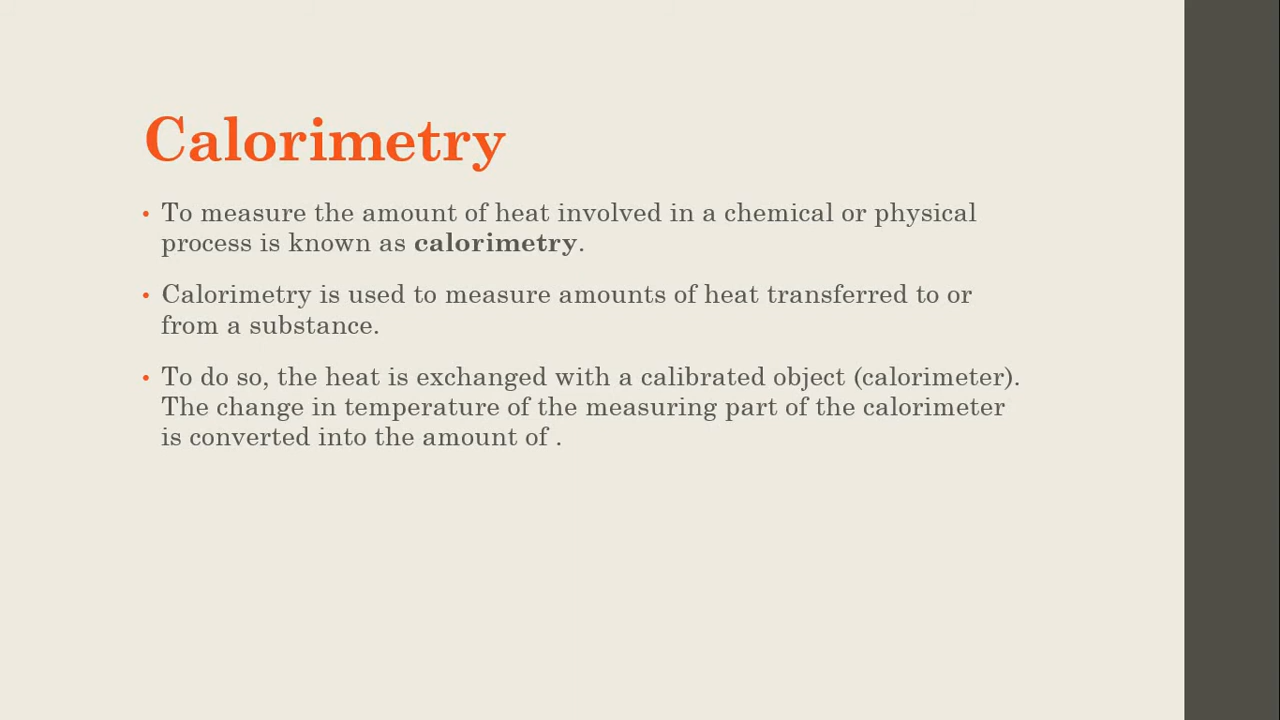 Calorimetry
• To measure the amount of heat involved in a chemical or physical
process is known as calorimetry.
• Calorimetry is used to measure amounts of heat transferred to or
from a substance.
• To do so, the heat is exchanged with a calibrated object (calorimeter).
The change in temperature of the measuring part of the calorimeter
is converted into the amount of .